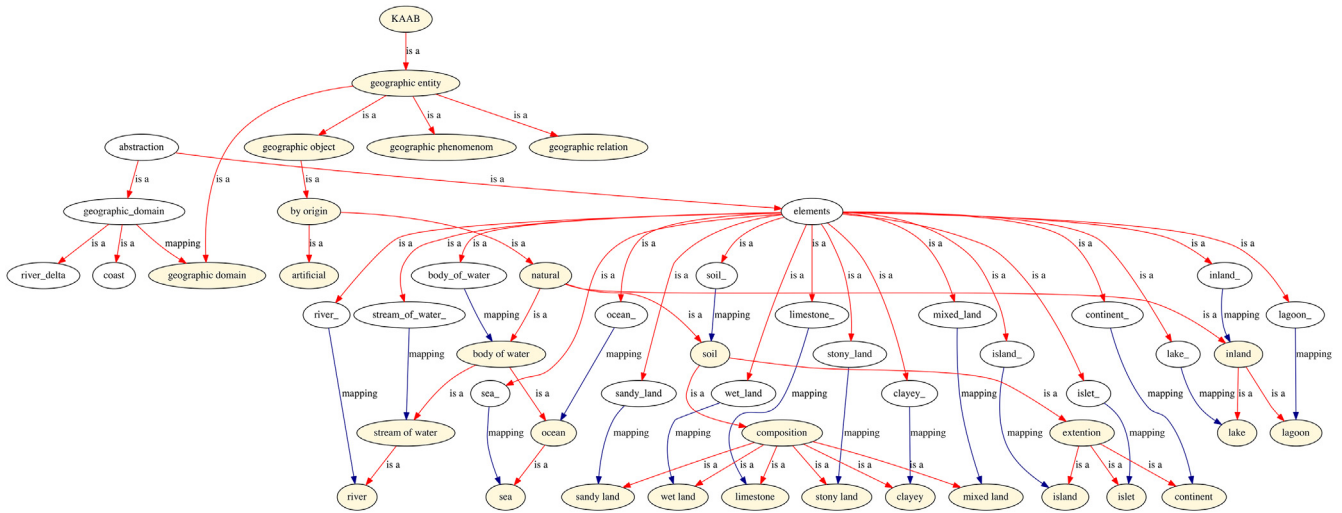 KAAB
is a
geographic entity
is a is a is a
abstraction geographic object geographic phenomenom geographic relation
is a is a is a is a
geographic_domain by origin elements
is a is a mapping is a is a is a is a is a is a is a is a is a is a is a is a
river_delta coast geographic domain artificial body_of_water natural soil_ inland_
is a is a is a is a is a is a is a
river_ stream_of_water_ mapping is a ocean_ is a mapping limestone_ mixed_land continent_ is a mapping lagoon_
body of water soil stony_land island_ lake_ inland
mapping is a is a mapping is a mapping is a mapping is a is a mapping
sea_ sandy_land wet_land clayey_ islet_
mapping mapping mapping mapping mapping mapping mapping mapping mapping
stream of water ocean composition extention lake lagoon
is a is a is a is a is a is a is a is a is a is a is a
river sea sandy land wet land limestone stony land clayey mixed land island islet continent